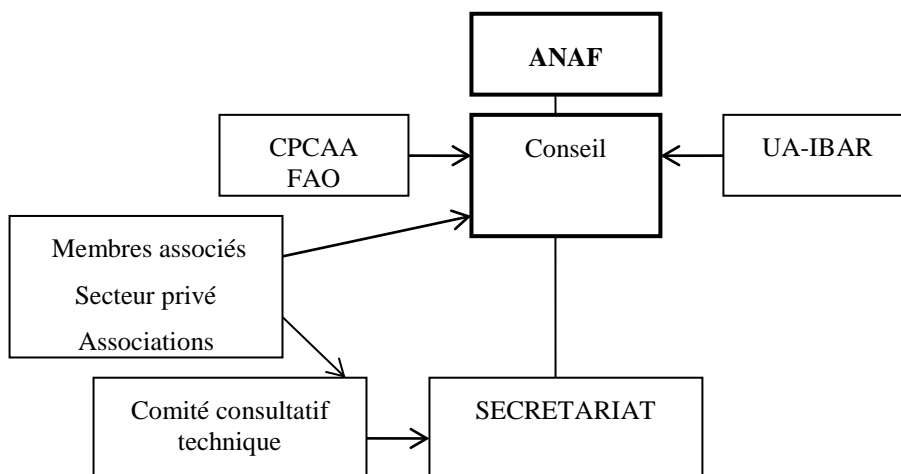 ANAF
CPCAA
FAO
Conseil
UA-IBAR
Membres associés
Secteur privé
Associations
Comité consultatif
technique
SECRETARIAT